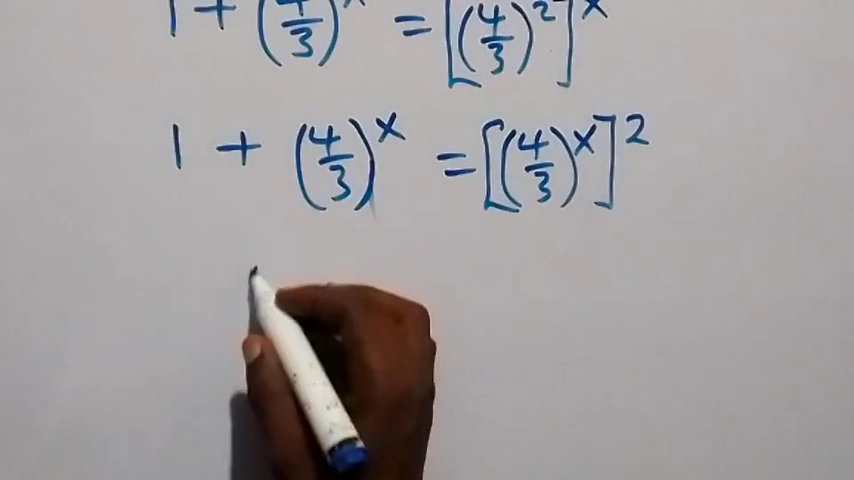 1 + (4/3)^x = [(4/3)^2]^x
1 + (4/3)^x = [(4/3)^x]^2